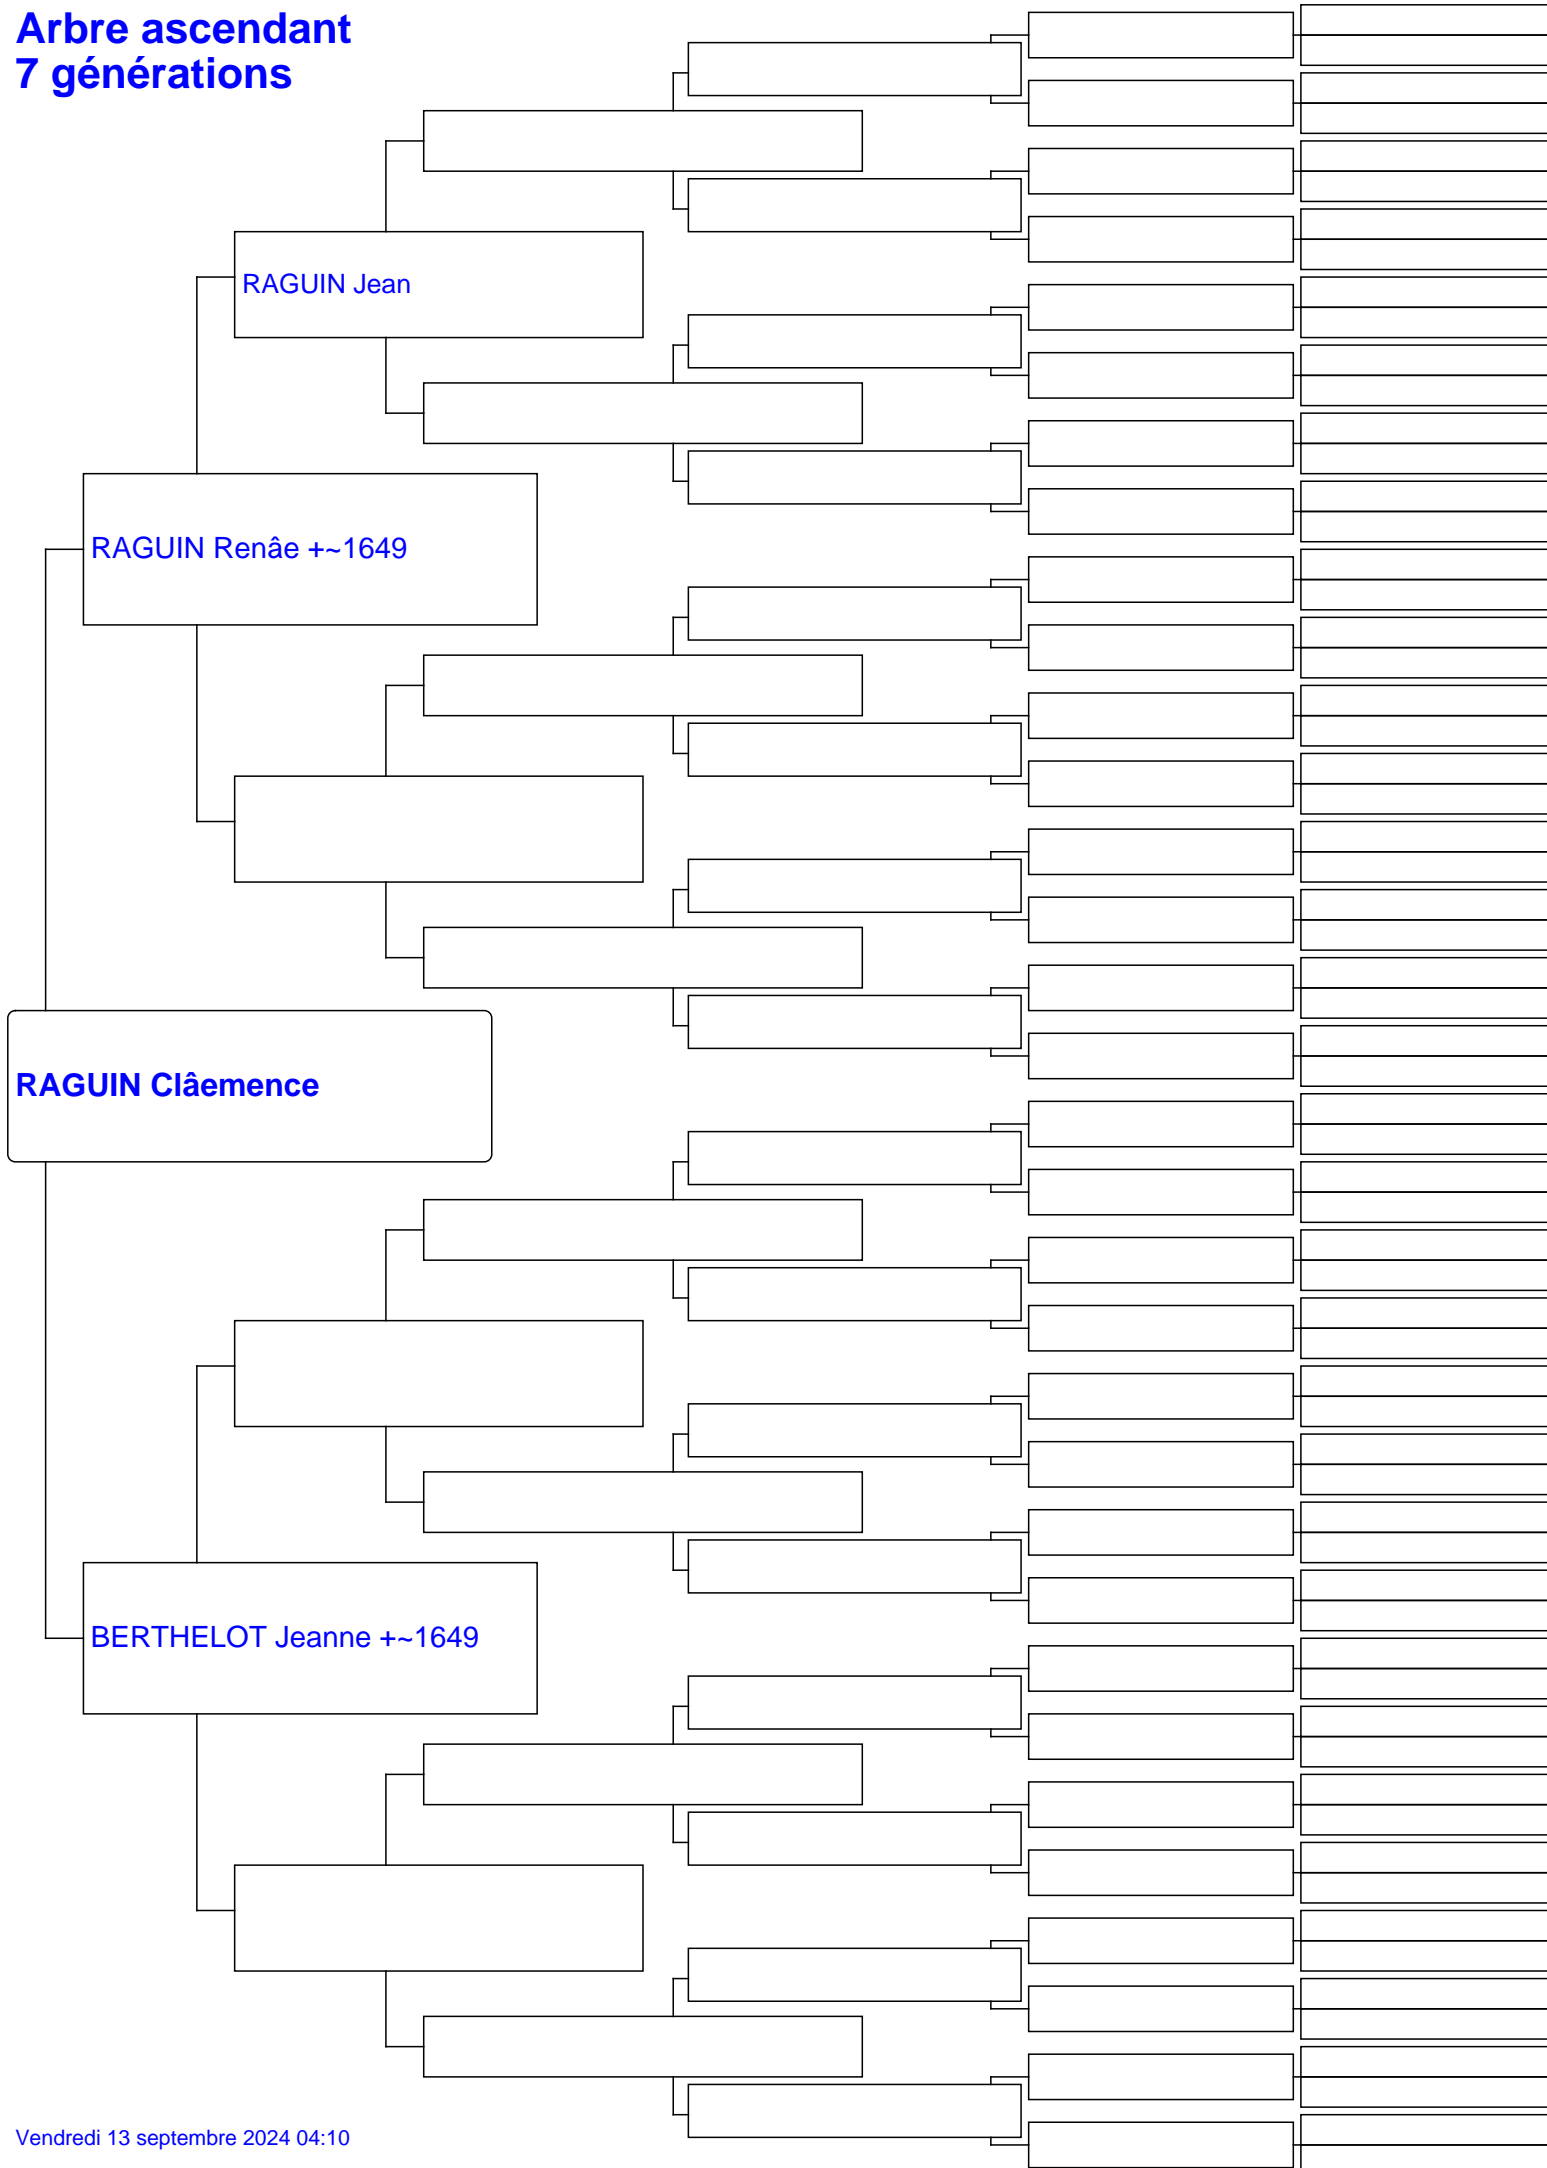 Arbre ascendant
7 générations
RAGUIN Jean
RAGUIN Renâe +~1649
RAGUIN Clâemence
BERTHELOT Jeanne +~1649
Vendredi 13 septembre 2024 04:10